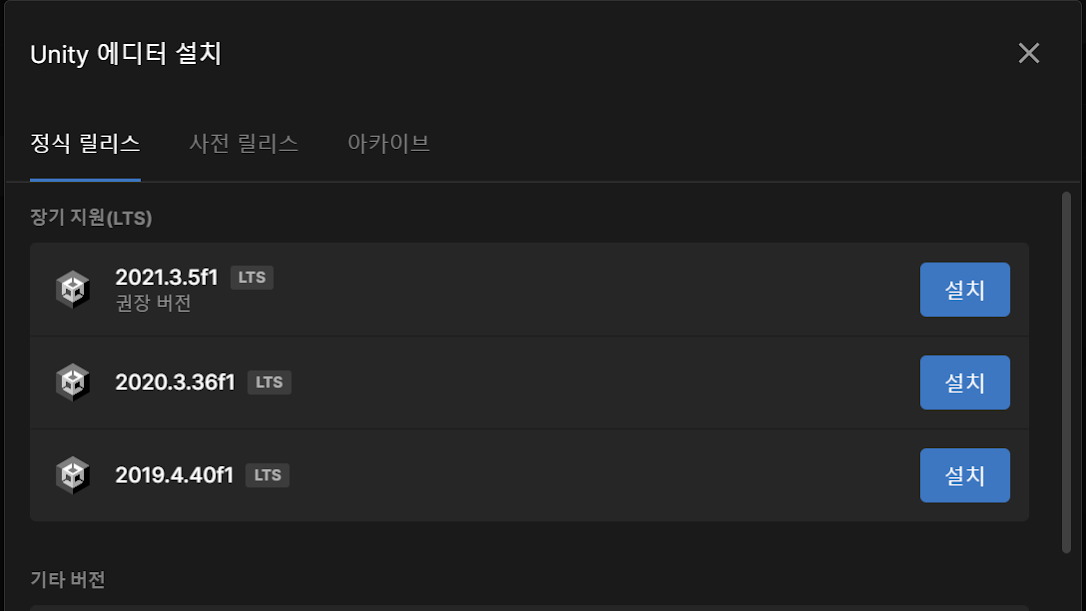 Unity 에디터 설치
정식 릴리스 사전 릴리스 아카이브
장기 지원(LTS)
2021.3.5f1 LTS
권장 버전
설치
2020.3.36f1 LTS
설치
2019.4.40f1 LTS
설치
기타 버전